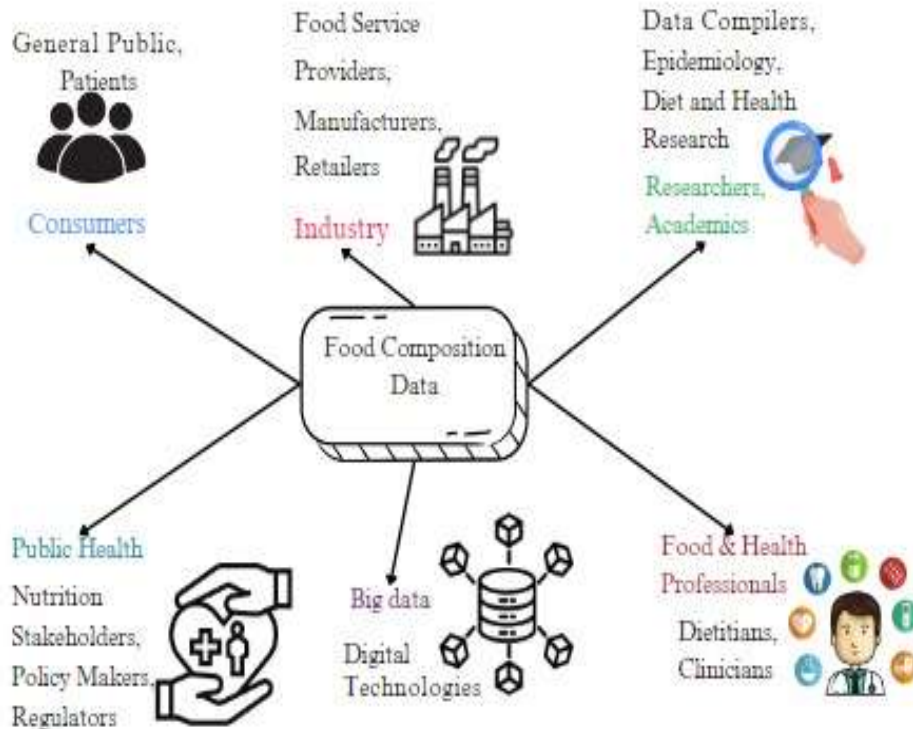 General Public,
Patients
Consumers
Food Service
Providers,
Manufacturers,
Retailers
Industry
Data Compilers,
Epidemiology,
Diet and Health
Research
Researchers,
Academics
Food Composition
Data
Public Health
Nutrition
Stakeholders,
Policy Makers,
Regulators
Big data
Digital
Technologies
Food & Health
Professionals
Dietitians,
Clinicians